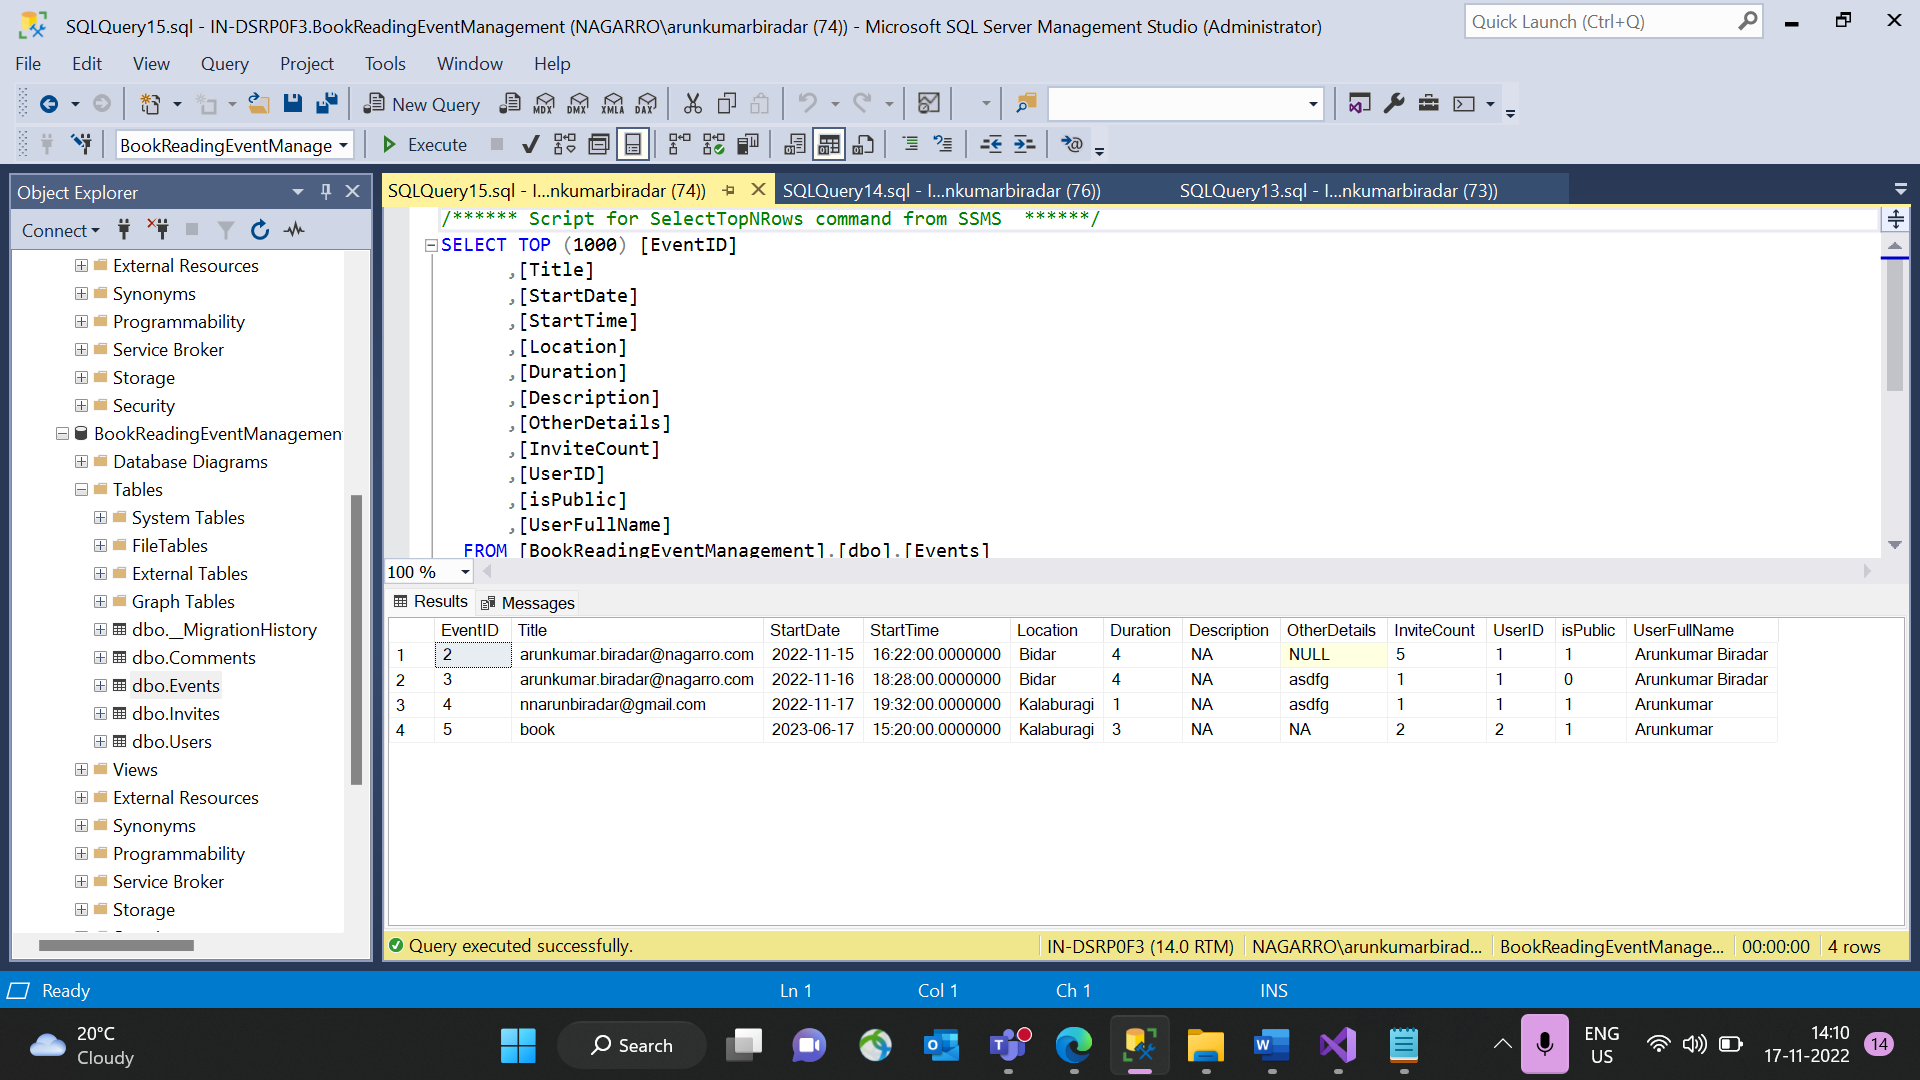 SQLQuery15.sql - IN-DSRP0F3.BookReadingEventManagement (NAGARRO\arunkumarbiradar (74)) - Microsoft SQL Server Management Studio (Administrator)
Quick Launch (Ctrl+Q)
File Edit View Query Project Tools Window Help
New Query MDX DMX XMLA DAX
BookReadingEventManage Execute
Object Explorer
Connect
External Resources
Synonyms
Programmability
Service Broker
Storage
Security
BookReadingEventManagemen
Database Diagrams
Tables
System Tables
FileTables
External Tables
Graph Tables
dbo.__MigrationHistory
dbo.Comments
dbo.Events
dbo.Invites
dbo.Users
Views
External Resources
Synonyms
Programmability
Service Broker
Storage
SQLQuery15.sql - I...nkumarbiradar (74)) SQLQuery14.sql - I...nkumarbiradar (76)) SQLQuery13.sql - I...nkumarbiradar (73))
/****** Script for SelectTopNRows command from SSMS  ******/
SELECT TOP (1000) [EventID]
,[Title]
,[StartDate]
,[StartTime]
,[Location]
,[Duration]
,[Description]
,[OtherDetails]
,[InviteCount]
,[UserID]
,[isPublic]
,[UserFullName]
FROM [BookReadingEventManagement].[dbo].[Events]
100 %
Results Messages
EventID Title StartDate StartTime Location Duration Description OtherDetails InviteCount UserID isPublic UserFullName
1 2 arunkumar.biradar@nagarro.com 2022-11-15 16:22:00.0000000 Bidar 4 NA NULL 5 1 1 Arunkumar Biradar
2 3 arunkumar.biradar@nagarro.com 2022-11-16 18:28:00.0000000 Bidar 4 NA asdfg 1 1 0 Arunkumar Biradar
3 4 nnarunbiradar@gmail.com 2022-11-17 19:32:00.0000000 Kalaburagi 1 NA asdfg 1 1 1 Arunkumar
4 5 book 2023-06-17 15:20:00.0000000 Kalaburagi 3 NA NA 2 2 1 Arunkumar
Query executed successfully. IN-DSRP0F3 (14.0 RTM) NAGARRO\arunkumarbirad... BookReadingEventManage... 00:00:00 4 rows
Ready Ln 1 Col 1 Ch 1 INS
20°C
Cloudy
Search
ENG
US
14:10
17-11-2022
14